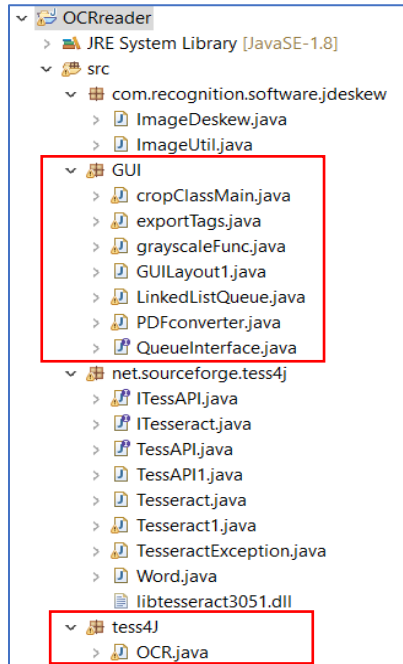 OCRreader
JRE System Library [JavaSE-1.8]
src
com.recognition.software.jdeskew
ImageDeskew.java
ImageUtil.java
GUI
cropClassMain.java
exportTags.java
grayscaleFunc.java
GUILayout1.java
LinkedListQueue.java
PDFconverter.java
QueueInterface.java
net.sourceforge.tess4j
ITessAPI.java
ITesseract.java
TessAPI.java
TessAPI1.java
Tesseract.java
Tesseract1.java
TesseractException.java
Word.java
libtesseract3051.dll
tess4J
OCR.java